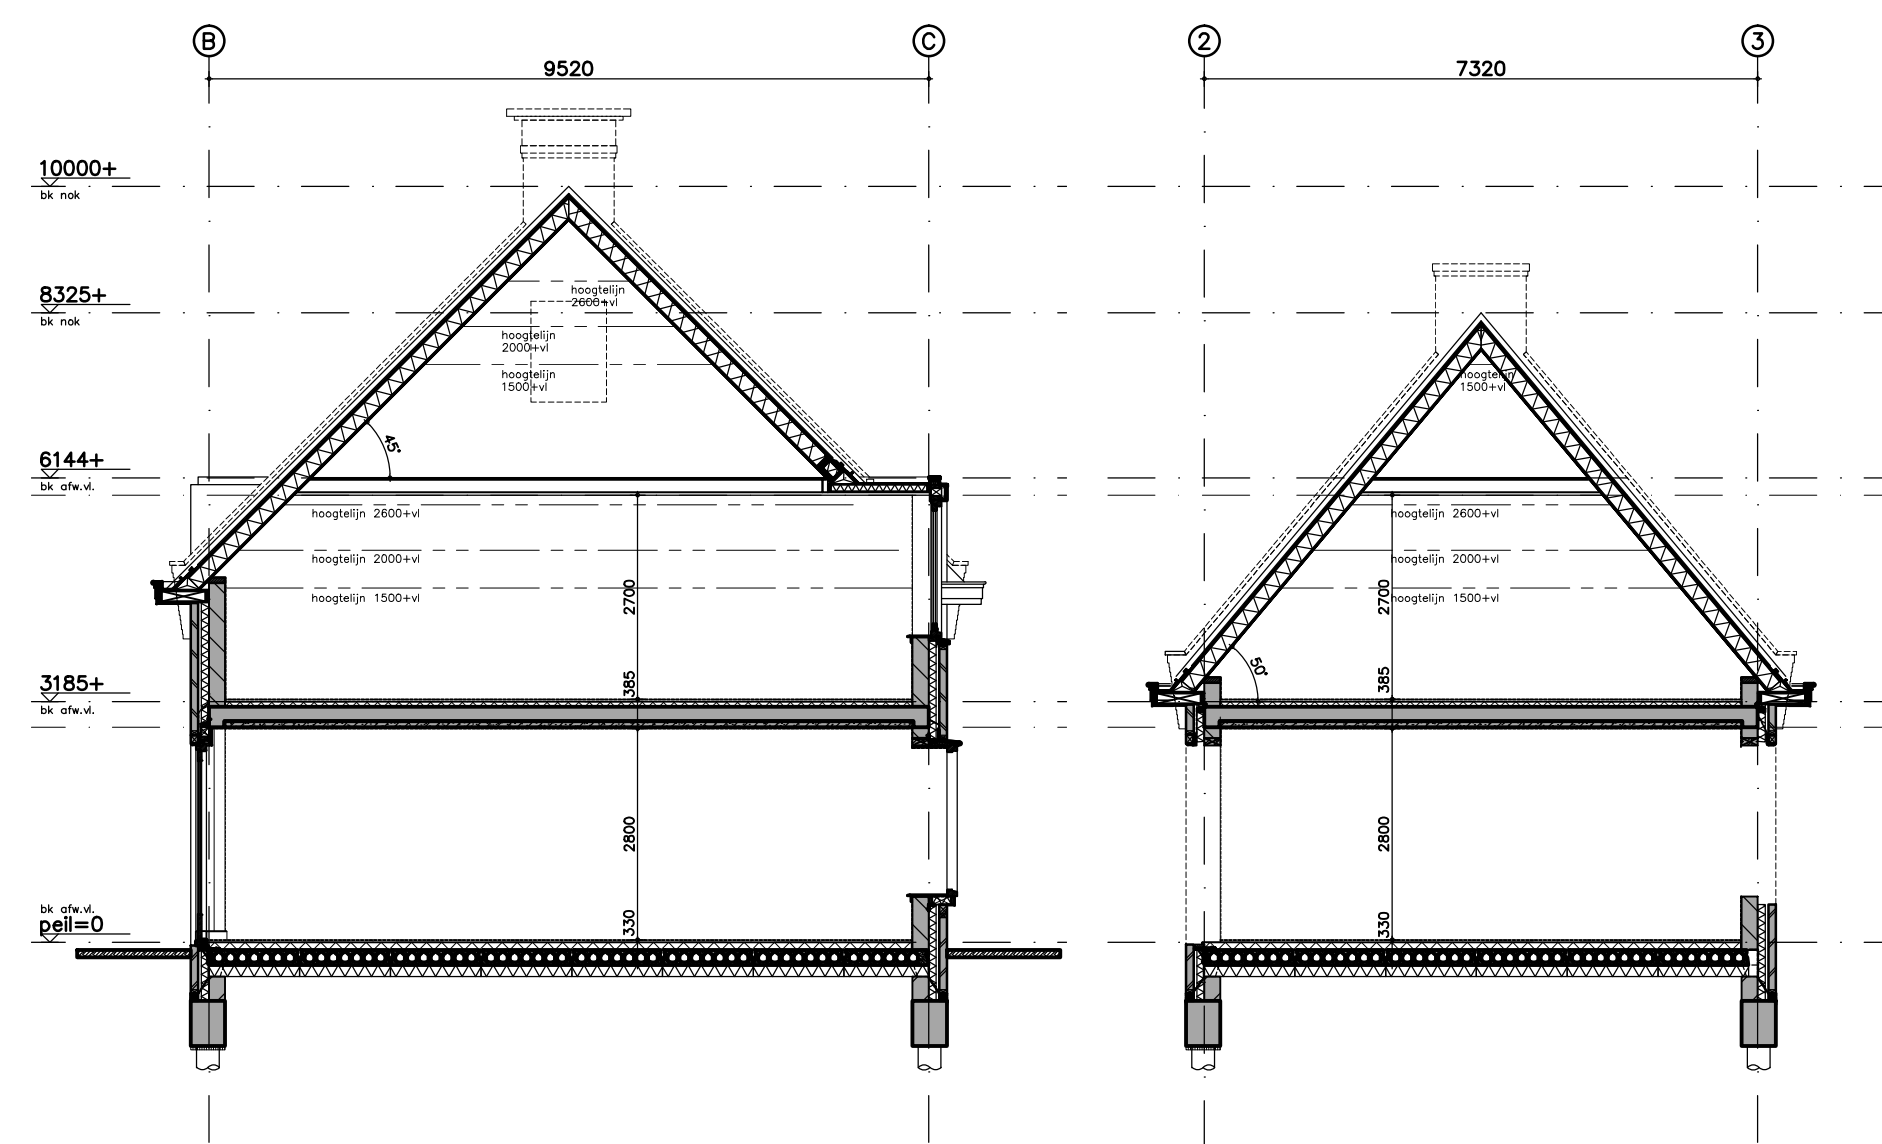 B
C
2
3
9520
7320
10000+
bk nok
8325+
bk nok
hoogtelijn
2600+vl
hoogtelijn
2000+vl
hoogtelijn
1500+vl
hoogtelijn
1500+vl
45°
6144+
bk afw.vl.
hoogtelijn 2600+vl
hoogtelijn 2600+vl
hoogtelijn 2000+vl
hoogtelijn 2000+vl
2700
2700
hoogtelijn 1500+vl
hoogtelijn 1500+vl
50°
3185+
bk afw.vl.
385
385
2800
2800
bk afw.vl.
peil=0
330
330